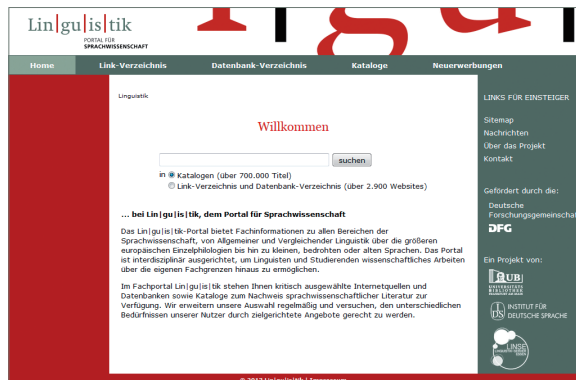 Lin|gu|is|tik
PORTAL FÜR
SPRACHWISSENSCHAFT
Home Link-Verzeichnis Datenbank-Verzeichnis Kataloge Neuerwerbungen
Linguistik
Willkommen
suchen
in Katalogen (über 700.000 Titel)
Link-Verzeichnis und Datenbank-Verzeichnis (über 2.900 Websites)
... bei Lin|gu|is|tik, dem Portal für Sprachwissenschaft
Das Lin|gu|is|tik-Portal bietet Fachinformationen zu allen Bereichen der
Sprachwissenschaft, von Allgemeiner und Vergleichender Linguistik über die größeren
europäischen Einzelphilologien bis hin zu kleinen, bedrohten oder alten Sprachen. Das Portal
ist interdisziplinär ausgerichtet, um Linguisten und Studierenden wissenschaftliches Arbeiten
über die eigenen Fachgrenzen hinaus zu ermöglichen.
Im Fachportal Lin|gu|is|tik stehen Ihnen kritisch ausgewählte Internetquellen und
Datenbanken sowie Kataloge zum Nachweis sprachwissenschaftlicher Literatur zur
Verfügung. Wir erweitern unsere Auswahl regelmäßig und versuchen, den unterschiedlichen
Bedürfnissen unserer Nutzer durch zielgerichtete Angebote gerecht zu werden.
LINKS FÜR EINSTEIGER
Sitemap
Nachrichten
Über das Projekt
Kontakt
Gefördert durch die:
Deutsche
Forschungsgemeinschaf
DFG
Ein Projekt von:
UB
UNIVERSITÄTS
BIBLIOTHEK
IDS INSTITUT FÜR
DEUTSCHE SPRACHE
LINSE